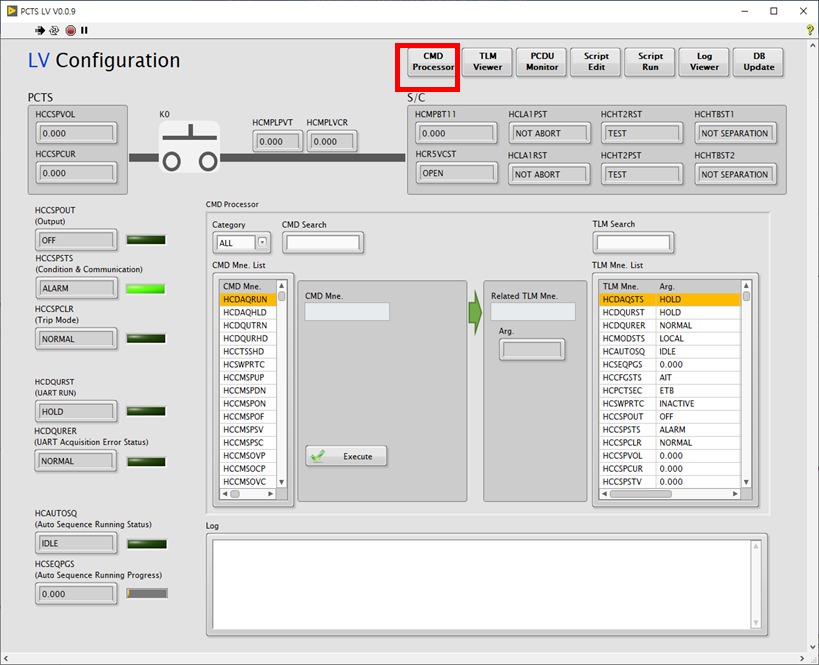 PCTS LV V0.0.9
LV Configuration
CMD Processor
TLM Viewer
PCDU Monitor
Script Edit
Script Run
Log Viewer
DB Update
PCTS
HCCSPVOL
0.000
HCCSPCUR
0.000
K0
HCMPLPVT
0.000
HCMPLVCR
0.000
S/C
HCMPBT11
0.000
HCR5VCST
OPEN
HCLA1PST
NOT ABORT
HCLA1RST
NOT ABORT
HCHT2RST
TEST
HCHT2PST
TEST
HCHTBST1
NOT SEPARATION
HCHTBST2
NOT SEPARATION
HCCSPOUT
(Output)
OFF
HCCSPSTS
(Condition & Communication)
ALARM
HCCSPCLR
(Trip Mode)
NORMAL
HCDQURST
(UART RUN)
HOLD
HCDQURER
(UART Acquisition Error Status)
NORMAL
HCAUTOSQ
(Auto Sequence Running Status)
IDLE
HCSEQPGS
(Auto Sequence Running Progress)
0.000
CMD Processor
Category
ALL
CMD Search
TLM Search
CMD Mne. List
CMD Mne.
HCDAQRUN
HCDAQHLD
HCDQUTRN
HCDQURHD
HCCTSSHD
HCSWPRTC
HCCMSPUP
HCCMSPDN
HCCMSPON
HCCMSPOF
HCCMSPSV
HCCMSPSC
HCCMSOVP
HCCMSOCP
HCCMSOVC
CMD Mne.
Execute
Related TLM Mne.
Arg.
TLM Mne. List
TLM Mne. Arg.
HCDAQSTS HOLD
HCDQURST HOLD
HCDQURER NORMAL
HCMODSTS LOCAL
HCAUTOSQ IDLE
HCSEQPGS 0.000
HCCFGSTS AIT
HCPCTSEC ETB
HCSWPRTC INACTIVE
HCCSPOUT OFF
HCCSPSTS ALARM
HCCSPCLR NORMAL
HCCSPVOL 0.000
HCCSPCUR 0.000
HCCSPSTV 0.000
Log